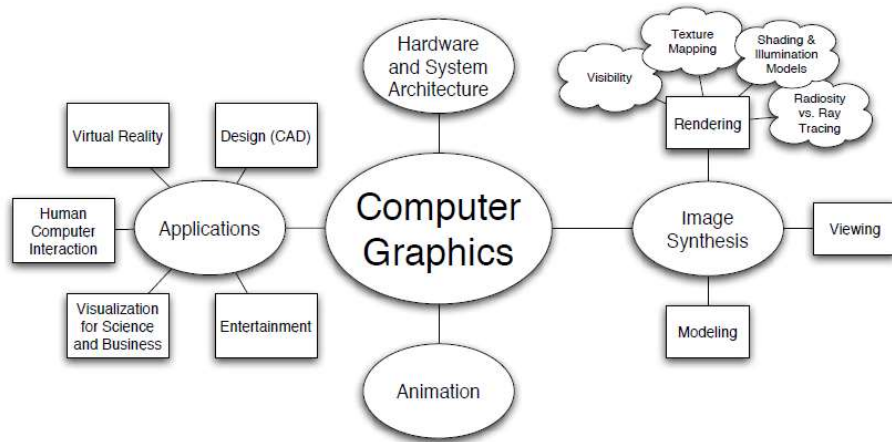 Hardware
and System
Architecture
Texture
Mapping
Shading &
Illumination
Models
Visibility
Radiosity
vs. Ray
Tracing
Rendering
Virtual Reality
Design (CAD)
Human
Computer
Interaction
Applications
Computer
Graphics
Image
Synthesis
Viewing
Visualization
for Science
and Business
Entertainment
Modeling
Animation